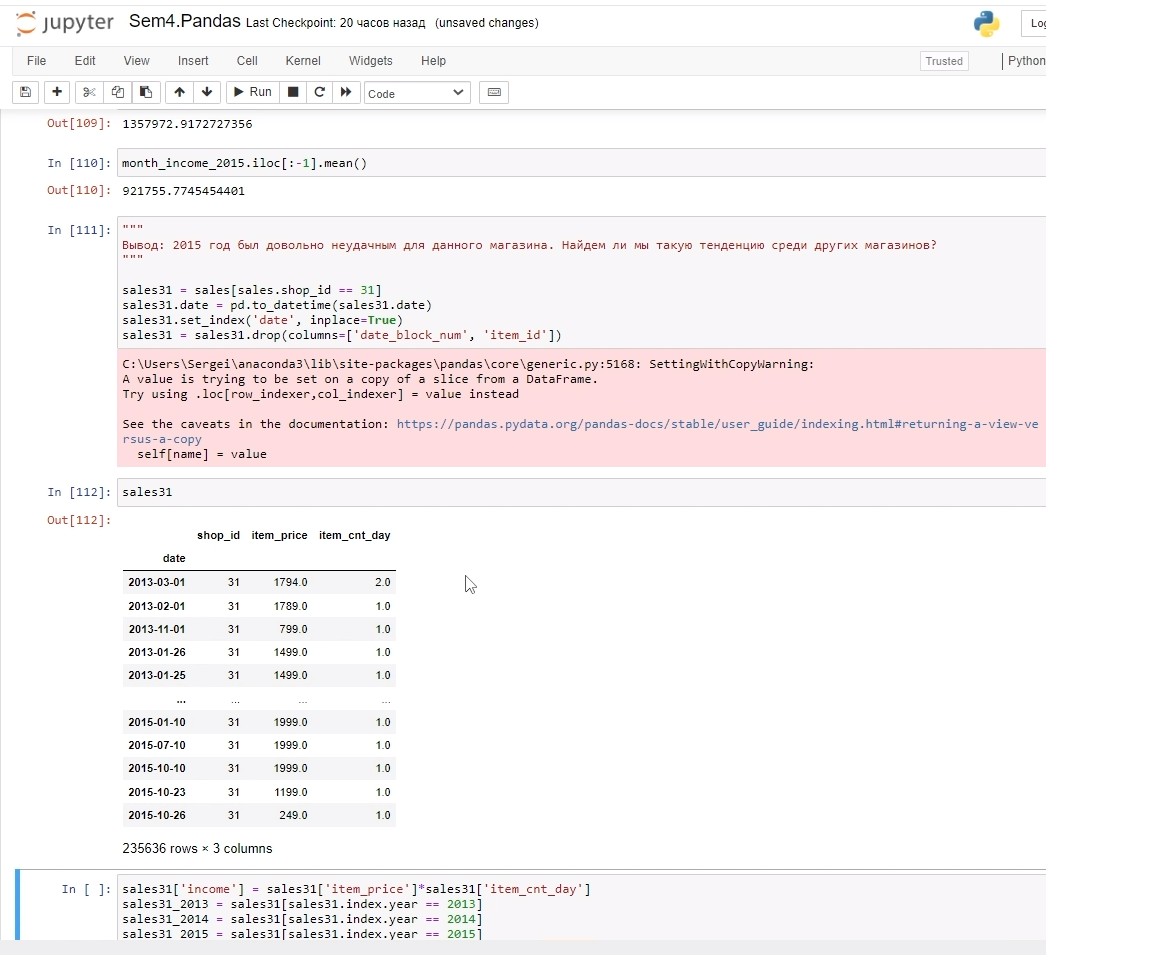 jupyter Sem4.Pandas Last Checkpoint: 20 часов назад (unsaved changes)
File Edit View Insert Cell Kernel Widgets Help Trusted Python
Run Code
Out[109]: 1357972.9172727356
In [110]: month_income_2015.iloc[:-1].mean()
Out[110]: 921755.7745454401
In [111]: """
Вывод: 2015 год был довольно неудачным для данного магазина. Найдем ли мы такую тенденцию среди других магазинов?
"""
sales31 = sales[sales.shop_id == 31]
sales31.date = pd.to_datetime(sales31.date)
sales31.set_index('date', inplace=True)
sales31 = sales31.drop(columns=['date_block_num', 'item_id'])
C:\Users\Sergei\anaconda3\lib\site-packages\pandas\core\generic.py:5168: SettingWithCopyWarning:
A value is trying to be set on a copy of a slice from a DataFrame.
Try using .loc[row_indexer,col_indexer] = value instead
See the caveats in the documentation: https://pandas.pydata.org/pandas-docs/stable/user_guide/indexing.html#returning-a-view-ve
rsus-a-copy
self[name] = value
In [112]: sales31
Out[112]:
shop_id item_price item_cnt_day
date
2013-03-01 31 1794.0 2.0
2013-02-01 31 1789.0 1.0
2013-11-01 31 799.0 1.0
2013-01-26 31 1499.0 1.0
2013-01-25 31 1499.0 1.0
... ... ... ...
2015-01-10 31 1999.0 1.0
2015-07-10 31 1999.0 1.0
2015-10-10 31 1999.0 1.0
2015-10-23 31 1199.0 1.0
2015-10-26 31 249.0 1.0
235636 rows × 3 columns
In [ ]: sales31['income'] = sales31['item_price']*sales31['item_cnt_day']
sales31_2013 = sales31[sales31.index.year == 2013]
sales31_2014 = sales31[sales31.index.year == 2014]
sales31_2015 = sales31[sales31.index.year == 2015]